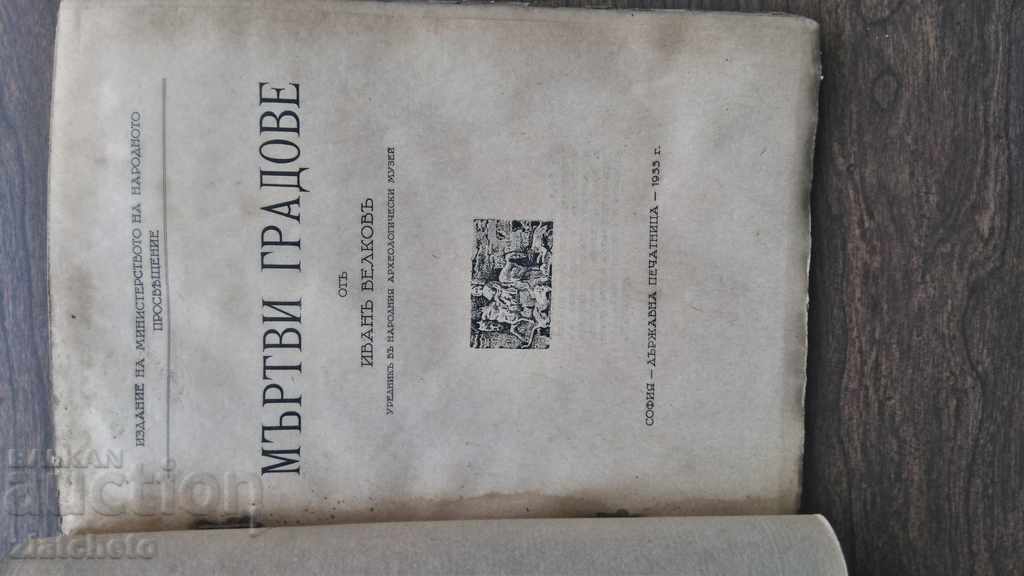 ИЗДАНИЕ НА МИНИСТЕРСТВОТО НА НАРОДНОТО
ПРОСВѢЩЕНИЕ
МЪРТВИ ГРАДОВЕ
ОТЪ
ИВАНЪ ВЕЛКОВЪ
УРЕДНИКЪ ВЪ НАРОДНИЯ АРХЕОЛОГИЧЕСКИ МУЗЕЙ
СОФИЯ — ДЪРЖАВНА ПЕЧАТНИЦА — 1933 г.
БАЛКАН
auction
zlatcheto